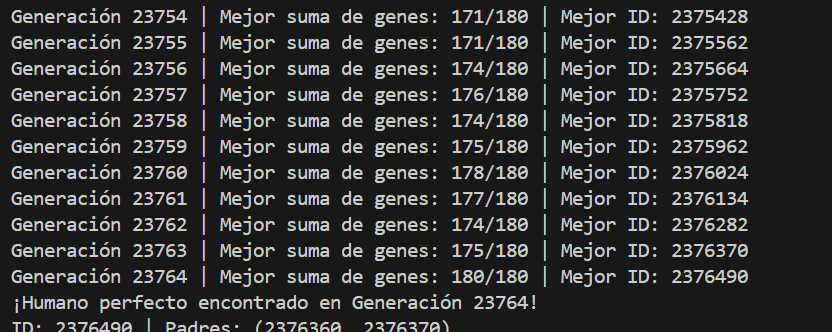 Generación 23754 | Mejor suma de genes: 171/180 | Mejor ID: 2375428
Generación 23755 | Mejor suma de genes: 171/180 | Mejor ID: 2375562
Generación 23756 | Mejor suma de genes: 174/180 | Mejor ID: 2375664
Generación 23757 | Mejor suma de genes: 176/180 | Mejor ID: 2375752
Generación 23758 | Mejor suma de genes: 174/180 | Mejor ID: 2375818
Generación 23759 | Mejor suma de genes: 175/180 | Mejor ID: 2375962
Generación 23760 | Mejor suma de genes: 178/180 | Mejor ID: 2376024
Generación 23761 | Mejor suma de genes: 177/180 | Mejor ID: 2376134
Generación 23762 | Mejor suma de genes: 174/180 | Mejor ID: 2376282
Generación 23763 | Mejor suma de genes: 175/180 | Mejor ID: 2376370
Generación 23764 | Mejor suma de genes: 180/180 | Mejor ID: 2376490
¡Humano perfecto encontrado en Generación 23764!
ID: 2376490 | Padres: (2376360, 2376370)